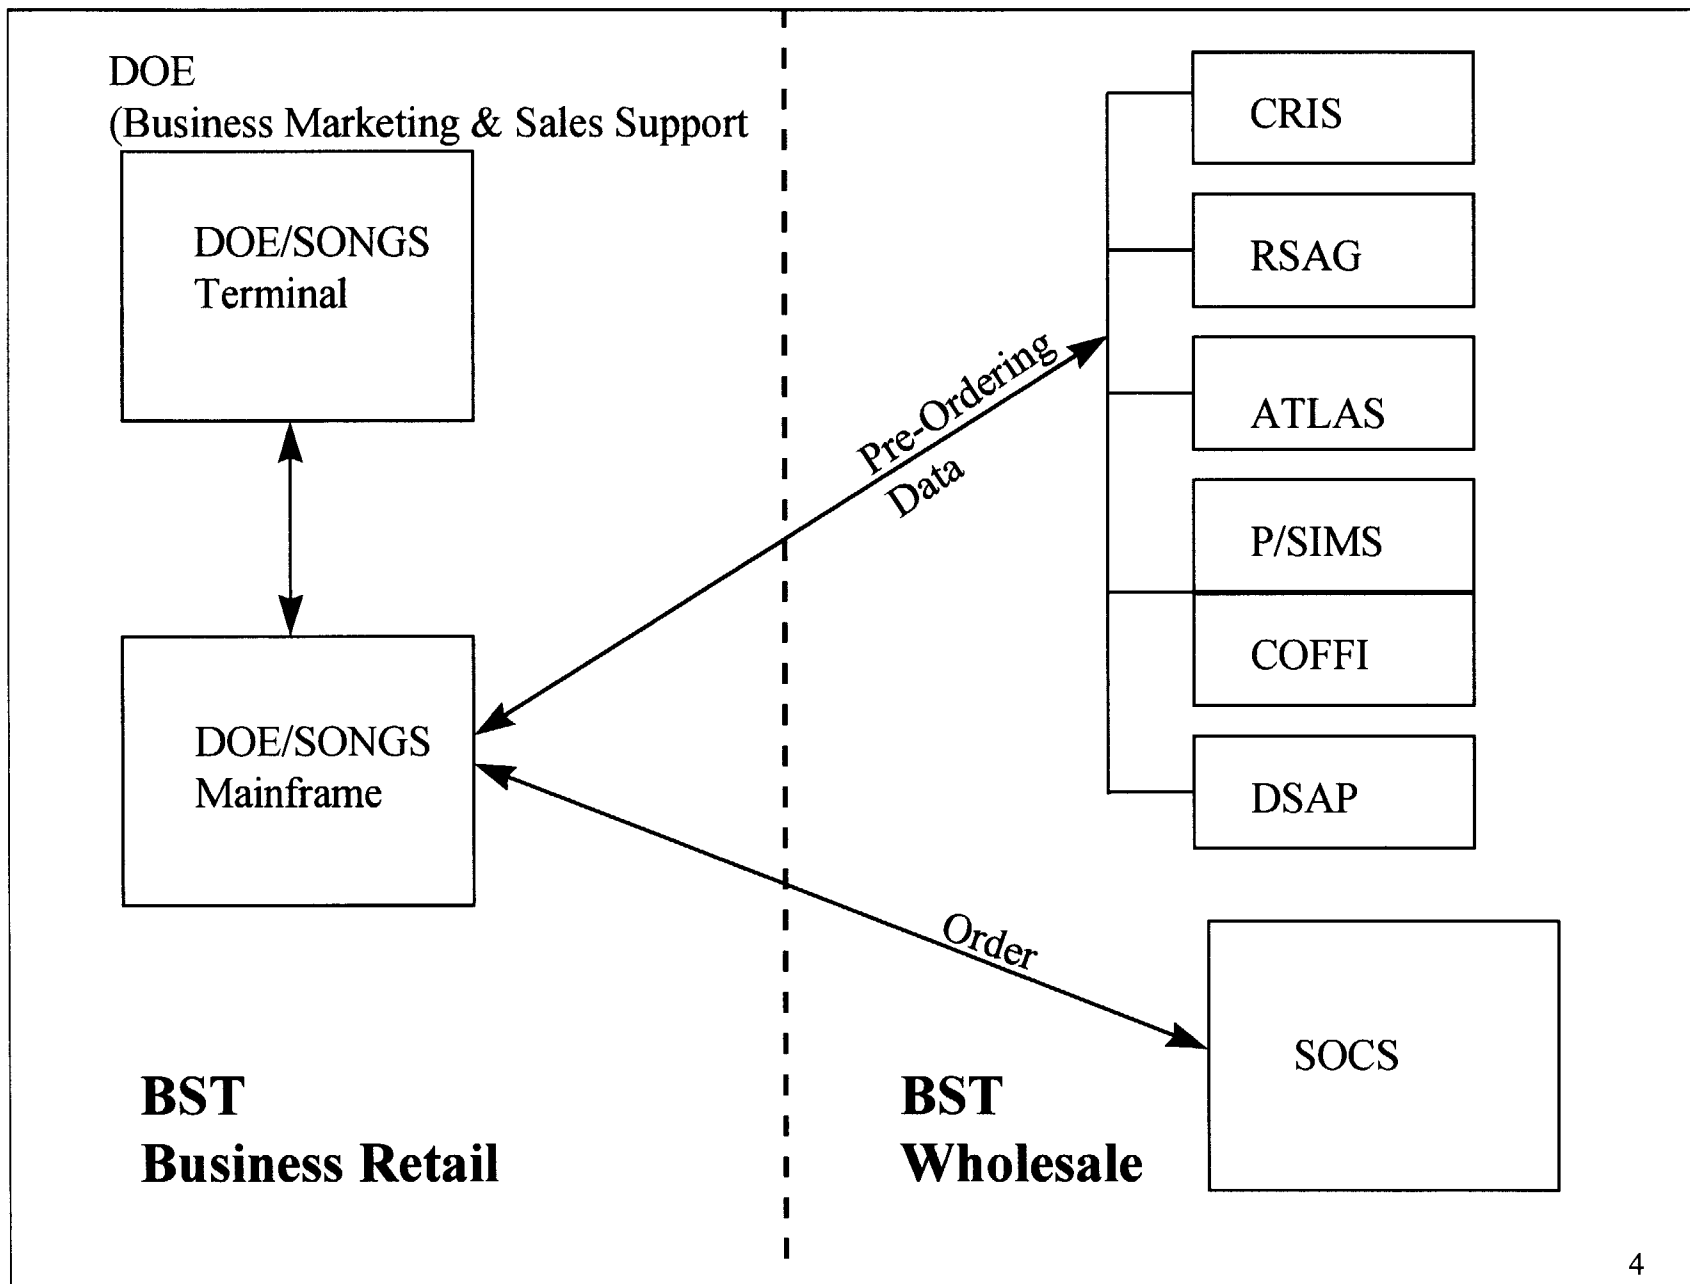 DOE
(Business Marketing & Sales Support
DOE/SONGS
Terminal
DOE/SONGS
Mainframe
BST
Business Retail
Pre-Ordering
Data
Order
CRIS
RSAG
ATLAS
P/SIMS
COFFI
DSAP
SOCS
BST
Wholesale
4